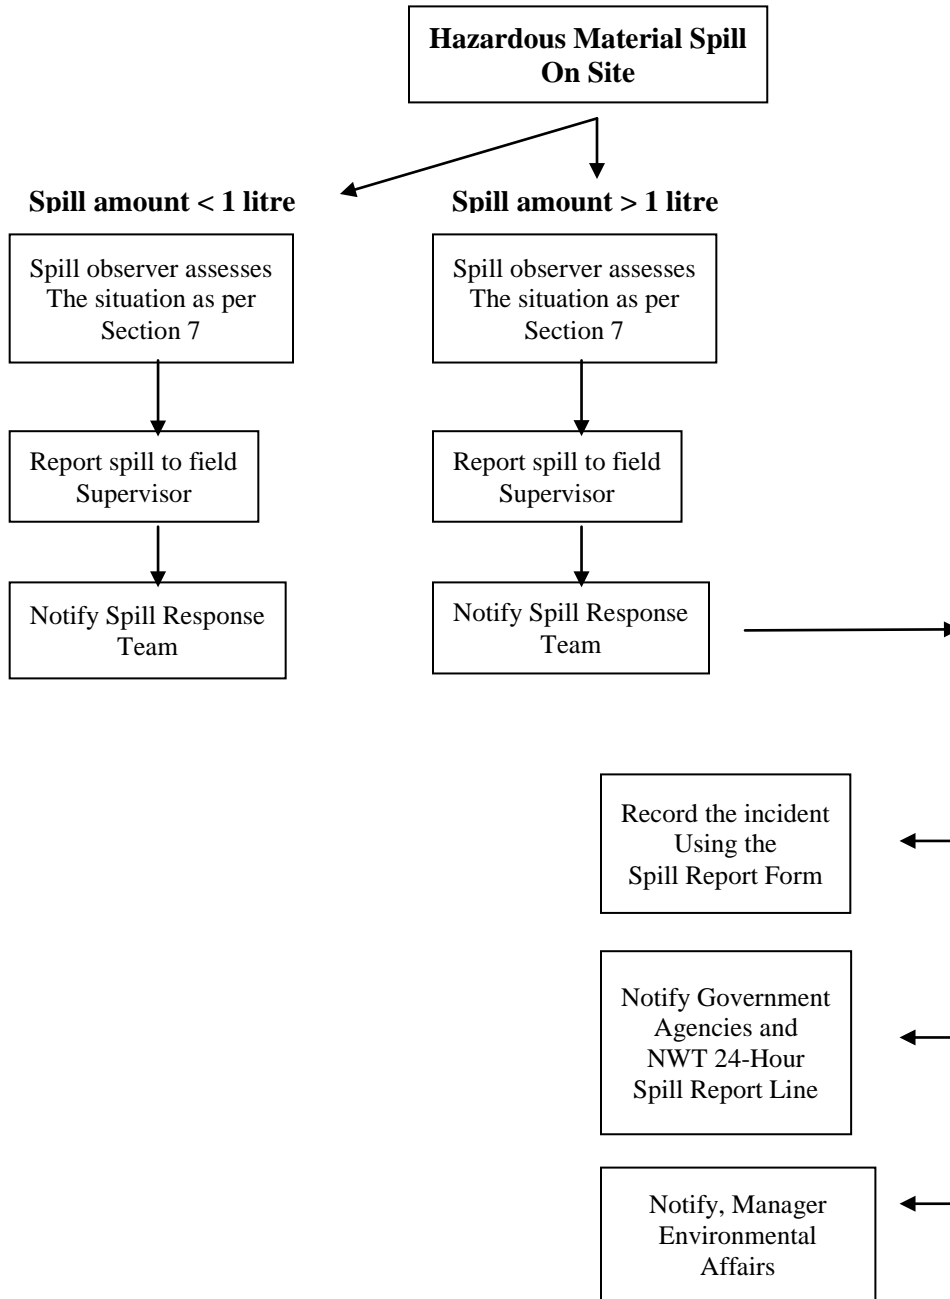 Hazardous Material Spill
On Site
Spill amount < 1 litre
Spill amount > 1 litre
Spill observer assesses
The situation as per
Section 7
Spill observer assesses
The situation as per
Section 7
Report spill to field
Supervisor
Report spill to field
Supervisor
Notify Spill Response
Team
Notify Spill Response
Team
Record the incident
Using the
Spill Report Form
Notify Government
Agencies and
NWT 24-Hour
Spill Report Line
Notify, Manager
Environmental
Affairs